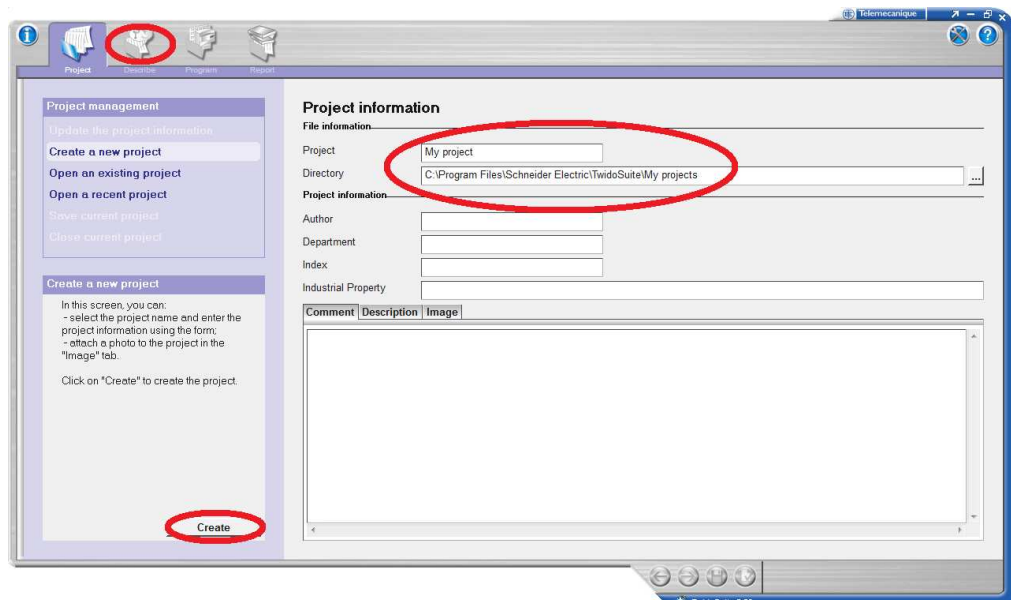 Telemecanique
Project
Describe
Program
Report
Project management
Update the project information
Create a new project
Open an existing project
Open a recent project
Save current project
Close current project
Create a new project
In this screen, you can:
- select the project name and enter the
project information using the form;
- attach a photo to the project in the
"Image" tab.
Click on "Create" to create the project.
Create
Project information
File information
Project
My project
Directory
C:\Program Files\Schneider Electric\TwidoSuite\My projects
...
Project information
Author
Department
Index
Industrial Property
Comment Description Image